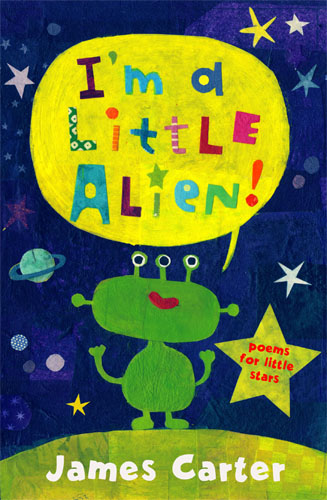 I'm a
LittLE
ALien!
poems
for little
stars
James Carter